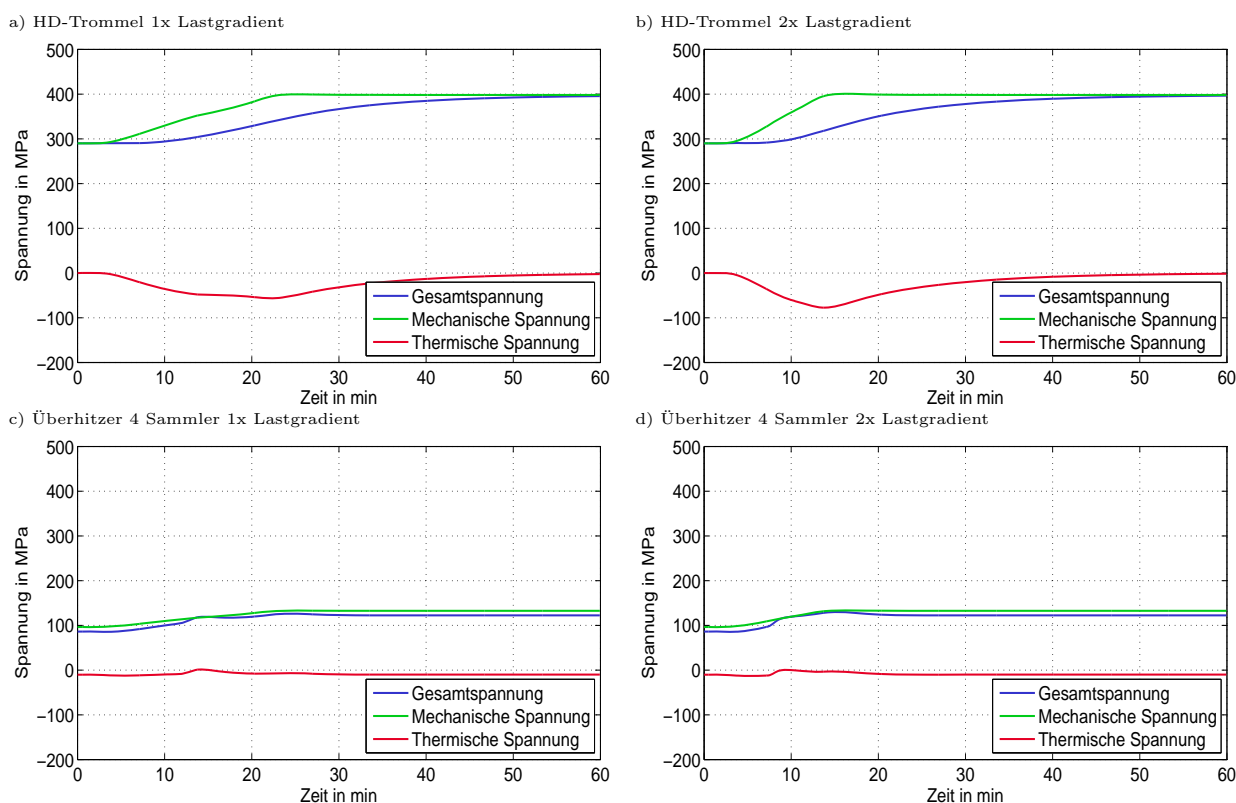 a) HD-Trommel 1x Lastgradient
500
400
300
200
100
0
−100
−200
Spannung in MPa
0 10 20 30 40 50 60
Zeit in min
Gesamtspannung
Mechanische Spannung
Thermische Spannung
b) HD-Trommel 2x Lastgradient
500
400
300
200
100
0
−100
−200
Spannung in MPa
0 10 20 30 40 50 60
Zeit in min
Gesamtspannung
Mechanische Spannung
Thermische Spannung
c) Überhitzer 4 Sammler 1x Lastgradient
500
400
300
200
100
0
−100
−200
Spannung in MPa
0 10 20 30 40 50 60
Zeit in min
Gesamtspannung
Mechanische Spannung
Thermische Spannung
d) Überhitzer 4 Sammler 2x Lastgradient
500
400
300
200
100
0
−100
−200
Spannung in MPa
0 10 20 30 40 50 60
Zeit in min
Gesamtspannung
Mechanische Spannung
Thermische Spannung